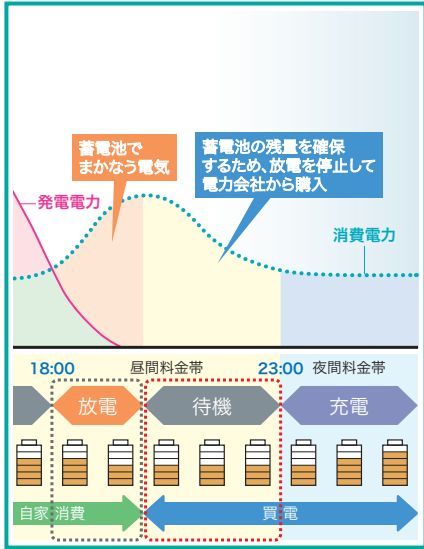 蓄電池で
まかなう電気
蓄電池の残量を確保
するため、放電を停止して
電力会社から購入
発電電力
消費電力
18:00
昼間料金帯
23:00
夜間料金帯
放電
待機
充電
自家消費
買電